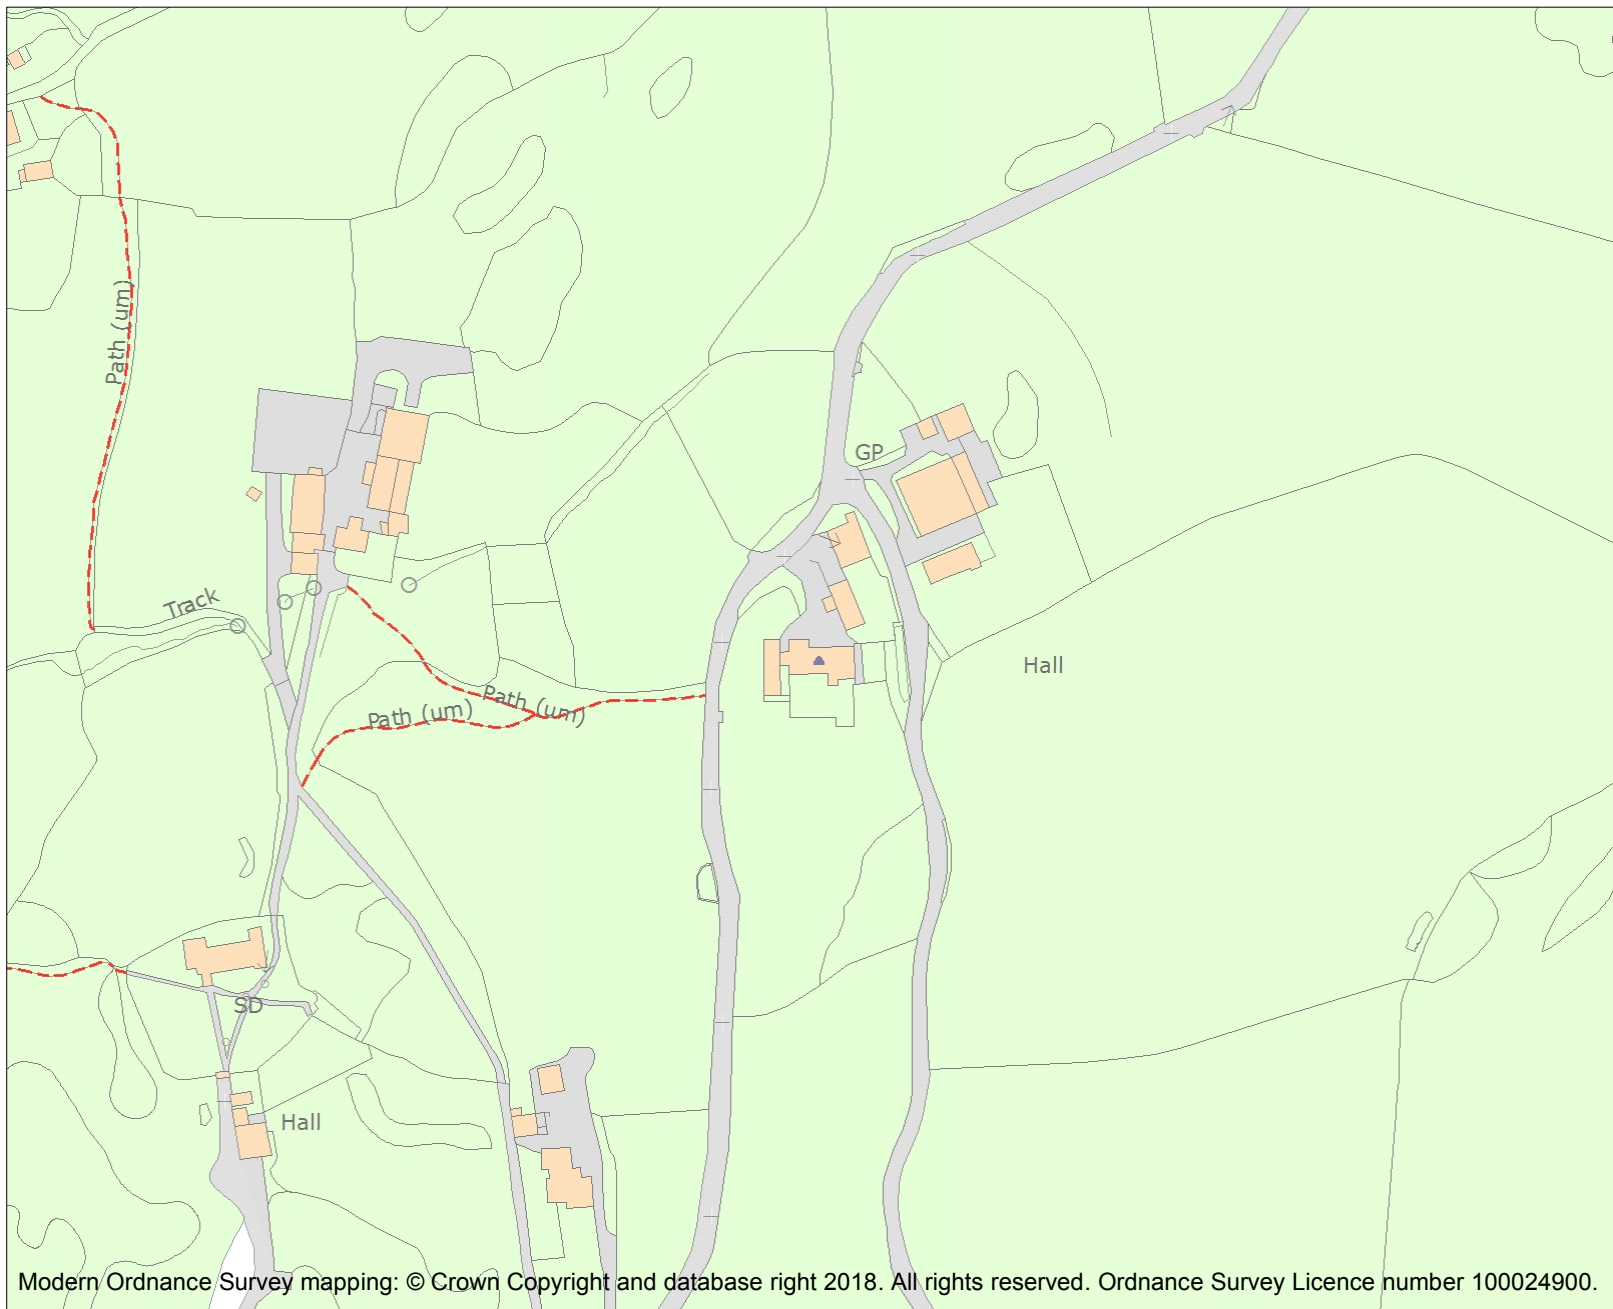 Path (um)
GP
Track
Hall
Path (um)
Path (um)
SD
Hall
Modern Ordnance Survey mapping: © Crown Copyright and database right 2018. All rights reserved. Ordnance Survey Licence number 100024900.